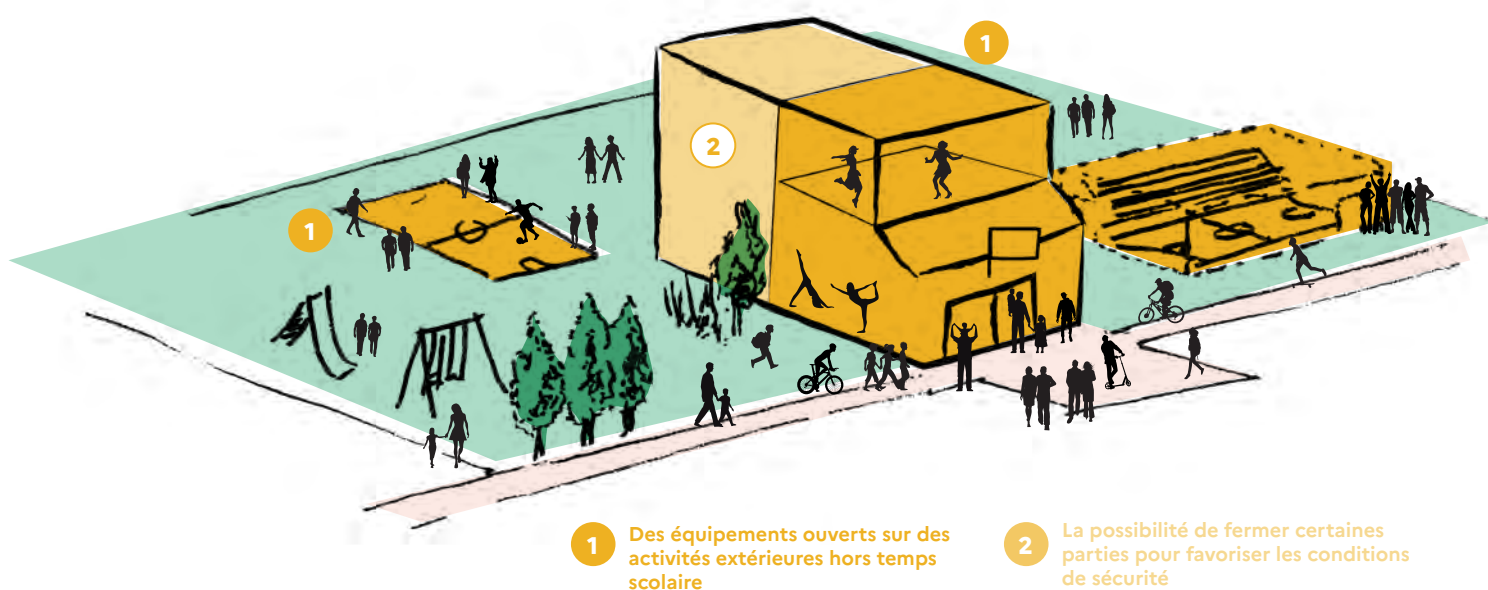 1
2
1
1 Des équipements ouverts sur des
activités extérieures hors temps
scolaire
2 La possibilité de fermer certaines
parties pour favoriser les conditions
de sécurité